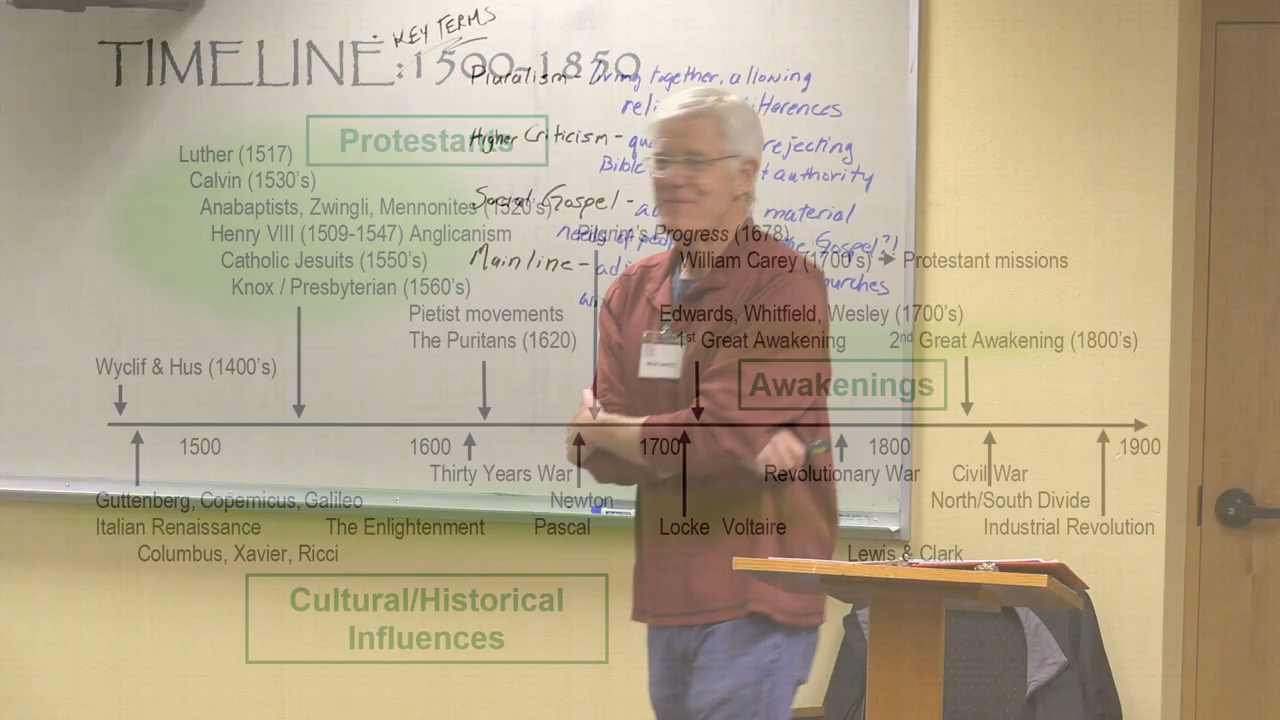 TIMELINE: 1500-1850
KEY TERMS
Pluralism - living together, allowing
differences
Higher Criticism - rejecting
Bible authority
Social Gospel - material
needs of the Gospel?!
Mainline - churches
Protestants
Luther (1517)
Calvin (1530's)
Anabaptists, Zwingli, Mennonites (1520's)
Henry VIII (1509-1547) Anglicanism
Catholic Jesuits (1550's)
Knox / Presbyterian (1560's)
Pilgrim's Progress (1678)
William Carey (1700's) Protestant missions
Pietist movements
The Puritans (1620)
Edwards, Whitfield, Wesley (1700's)
1st Great Awakening 2nd Great Awakening (1800's)
Wyclif & Hus (1400's)
Awakenings
1500 1600 1700 1800 1900
Thirty Years War Revolutionary War Civil War
Guttenberg, Copernicus, Galileo Newton North/South Divide
Italian Renaissance The Enlightenment Pascal Locke Voltaire Industrial Revolution
Columbus, Xavier, Ricci Lewis & Clark
Cultural/Historical
Influences